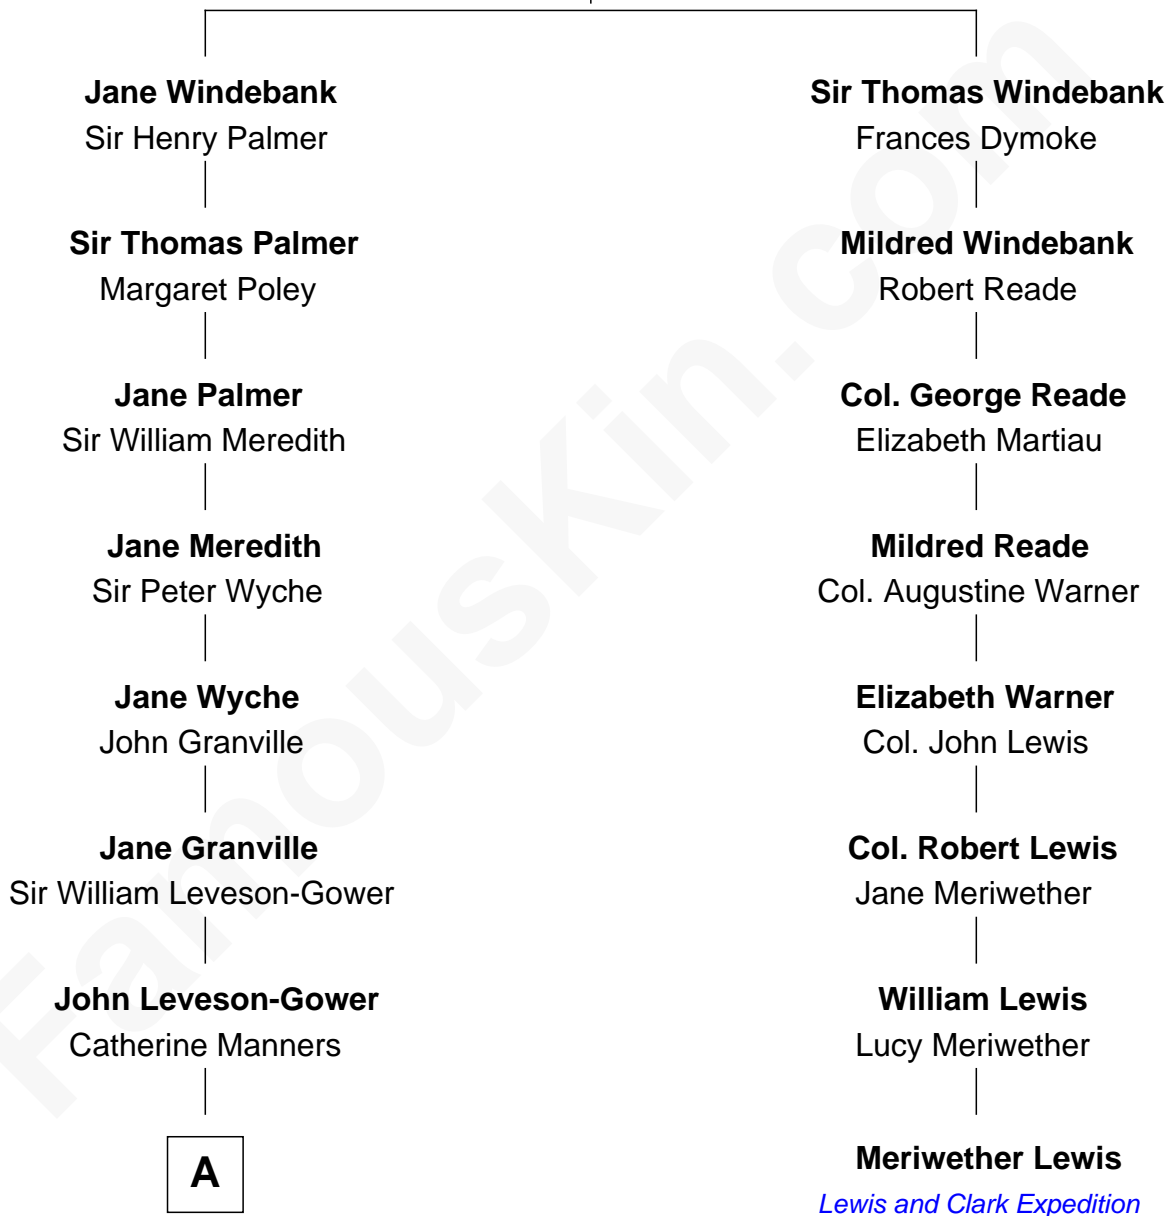 Jane Windebank
Sir Henry Palmer
Sir Thomas Palmer
Margaret Poley
Jane Palmer
Sir William Meredith
Jane Meredith
Sir Peter Wyche
Jane Wyche
John Granville
Jane Granville
Sir William Leveson-Gower
John Leveson-Gower
Catherine Manners
A
Sir Thomas Windebank
Frances Dymoke
Mildred Windebank
Robert Reade
Col. George Reade
Elizabeth Martiau
Mildred Reade
Col. Augustine Warner
Elizabeth Warner
Col. John Lewis
Col. Robert Lewis
Jane Meriwether
William Lewis
Lucy Meriwether
Meriwether Lewis
Lewis and Clark Expedition
FamousKin.com